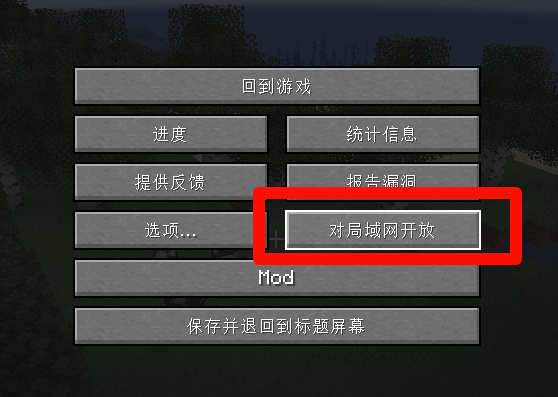 回到游戏
进度
统计信息
提供反馈
报告漏洞
选项...
对局域网开放
Mod
保存并退回到标题屏幕